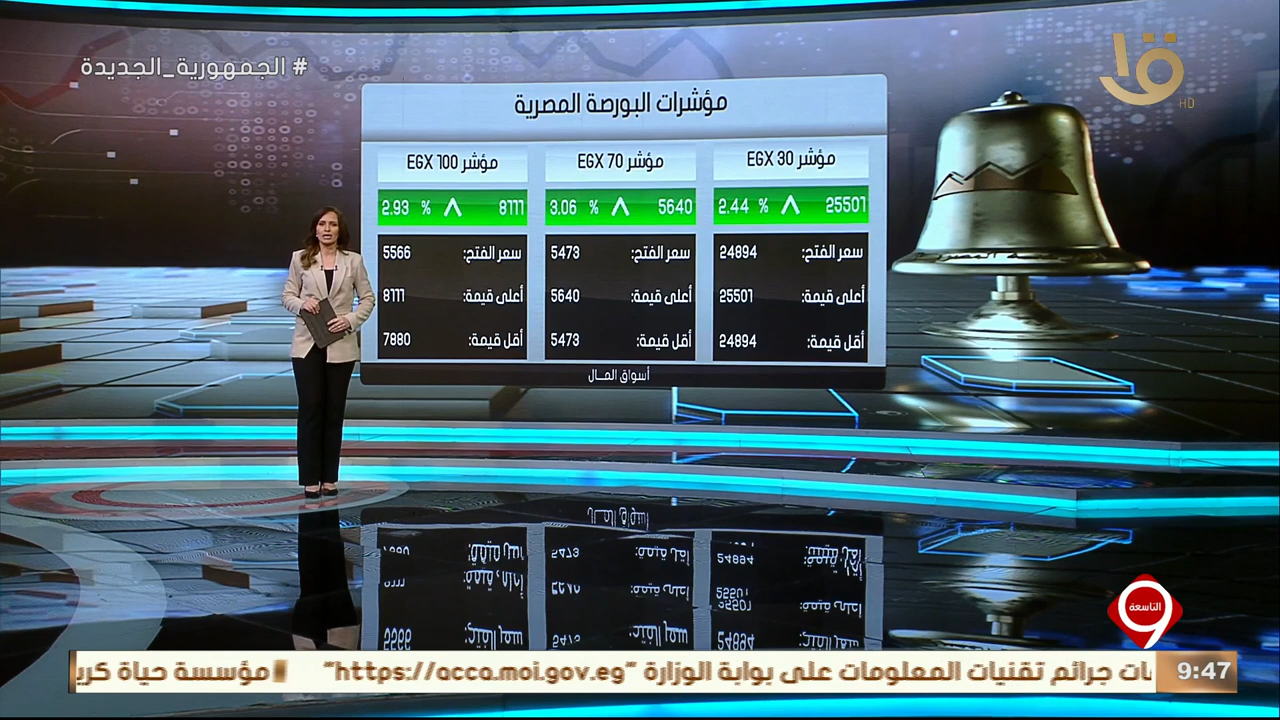 # الجمهورية_الجديدة
HD
مؤشرات البورصة المصرية
مؤشر EGX 30
25501 2.44 %
سعر الفتح: 24894
أعلى قيمة: 25501
أقل قيمة: 24894
مؤشر EGX 70
5640 3.06 %
سعر الفتح: 5473
أعلى قيمة: 5640
أقل قيمة: 5473
مؤشر EGX 100
8111 2.93 %
سعر الفتح: 5566
أعلى قيمة: 8111
أقل قيمة: 7880
أسواق المـال
التاسعة
9
9:47
جرائم تقنيات المعلومات على بوابة الوزارة "https://acca.moi.gov.eg" مؤسسة حياة